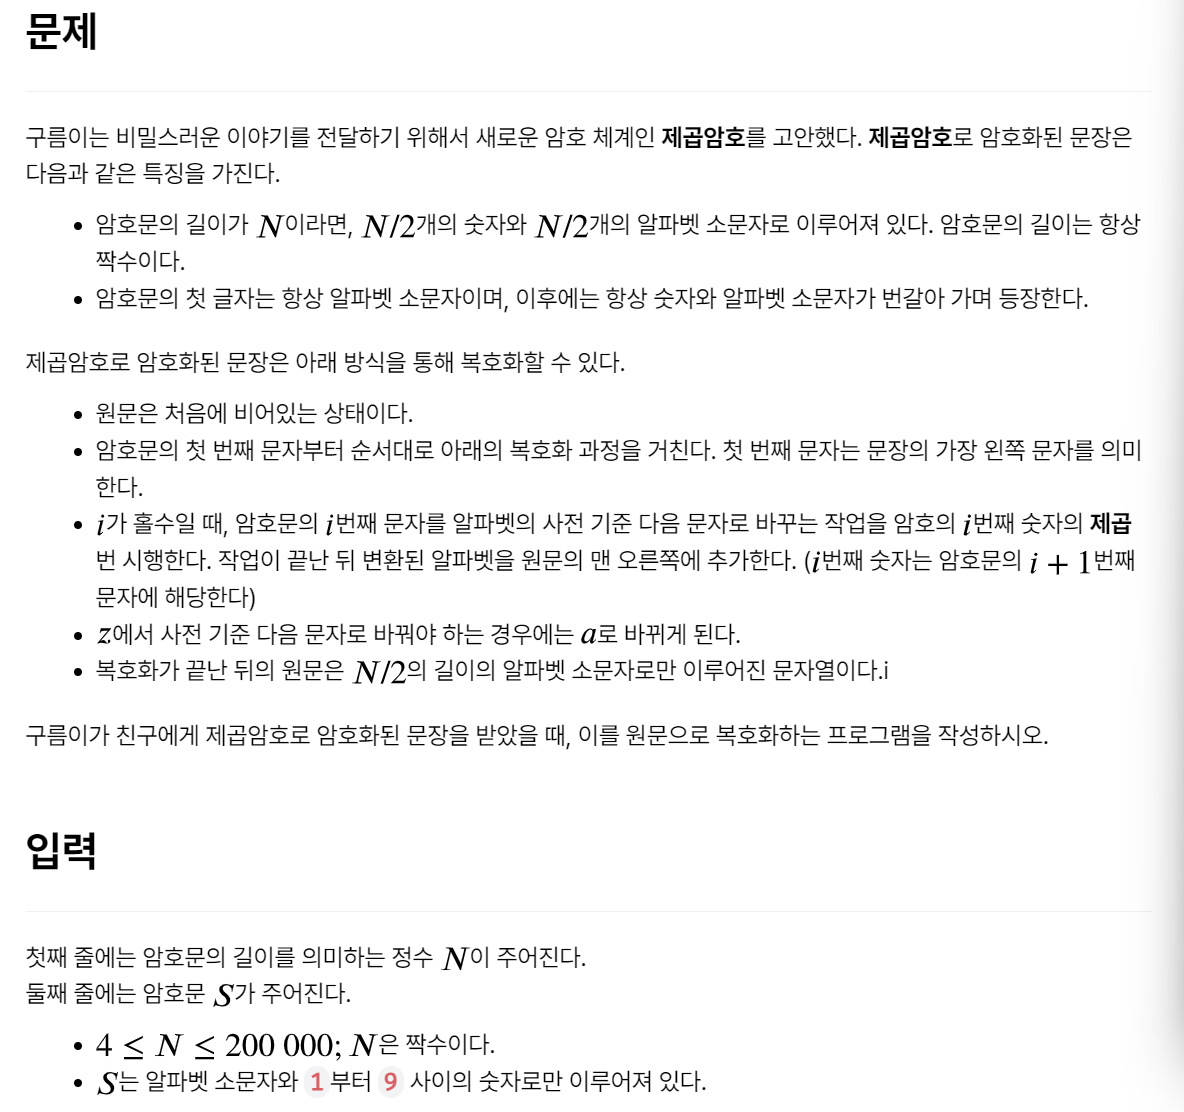 문제
구름이는 비밀스러운 이야기를 전달하기 위해서 새로운 암호 체계인 제곱암호를 고안했다. 제곱암호로 암호화된 문장은
다음과 같은 특징을 가진다.
• 암호문의 길이가 N이라면, N/2개의 숫자와 N/2개의 알파벳 소문자로 이루어져 있다. 암호문의 길이는 항상
짝수이다.
• 암호문의 첫 글자는 항상 알파벳 소문자이며, 이후에는 항상 숫자와 알파벳 소문자가 번갈아 가며 등장한다.
제곱암호로 암호화된 문장은 아래 방식을 통해 복호화할 수 있다.
• 원문은 처음에 비어있는 상태이다.
• 암호문의 첫 번째 문자부터 순서대로 아래의 복호화 과정을 거친다. 첫 번째 문자는 문장의 가장 왼쪽 문자를 의미
한다.
• i가 홀수일 때, 암호문의 i번째 문자를 알파벳의 사전 기준 다음 문자로 바꾸는 작업을 암호의 i번째 숫자의 제곱
번 시행한다. 작업이 끝난 뒤 변환된 알파벳을 원문의 맨 오른쪽에 추가한다. (i번째 숫자는 암호문의 i + 1번째
문자에 해당한다)
• z에서 사전 기준 다음 문자로 바꿔야 하는 경우에는 a로 바뀌게 된다.
• 복호화가 끝난 뒤의 원문은 N/2의 길이의 알파벳 소문자로만 이루어진 문자열이다.i
구름이가 친구에게 제곱암호로 암호화된 문장을 받았을 때, 이를 원문으로 복호화하는 프로그램을 작성하시오.
입력
첫째 줄에는 암호문의 길이를 의미하는 정수 N이 주어진다.
둘째 줄에는 암호문 S가 주어진다.
• 4 ≤ N ≤ 200 000; N은 짝수이다.
• S는 알파벳 소문자와 1부터 9 사이의 숫자로만 이루어져 있다.